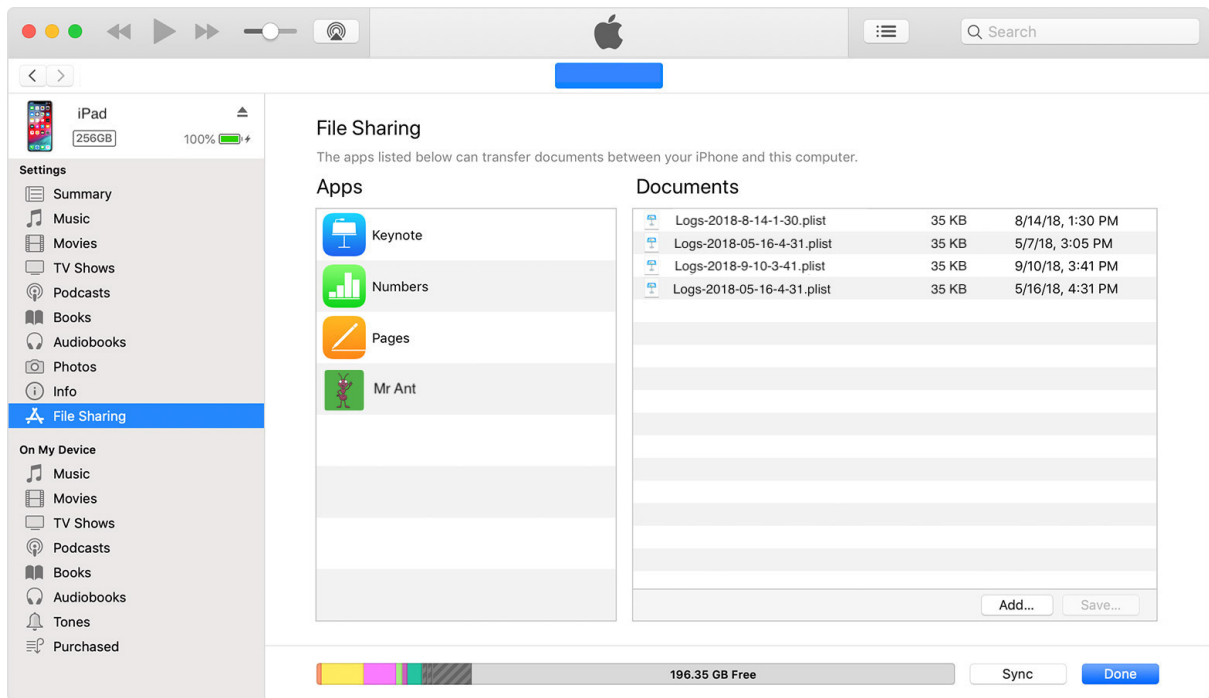 Search
iPad
256GB
100%
Settings
Summary
Music
Movies
TV Shows
Podcasts
Books
Audiobooks
Photos
Info
File Sharing
On My Device
Music
Movies
TV Shows
Podcasts
Books
Audiobooks
Tones
Purchased
File Sharing
The apps listed below can transfer documents between your iPhone and this computer.
Apps
Keynote
Numbers
Pages
Mr Ant
Documents
Logs-2018-8-14-1-30.plist 35 KB 8/14/18, 1:30 PM
Logs-2018-05-16-4-31.plist 35 KB 5/7/18, 3:05 PM
Logs-2018-9-10-3-41.plist 35 KB 9/10/18, 3:41 PM
Logs-2018-05-16-4-31.plist 35 KB 5/16/18, 4:31 PM
Add... Save...
196.35 GB Free
Sync Done